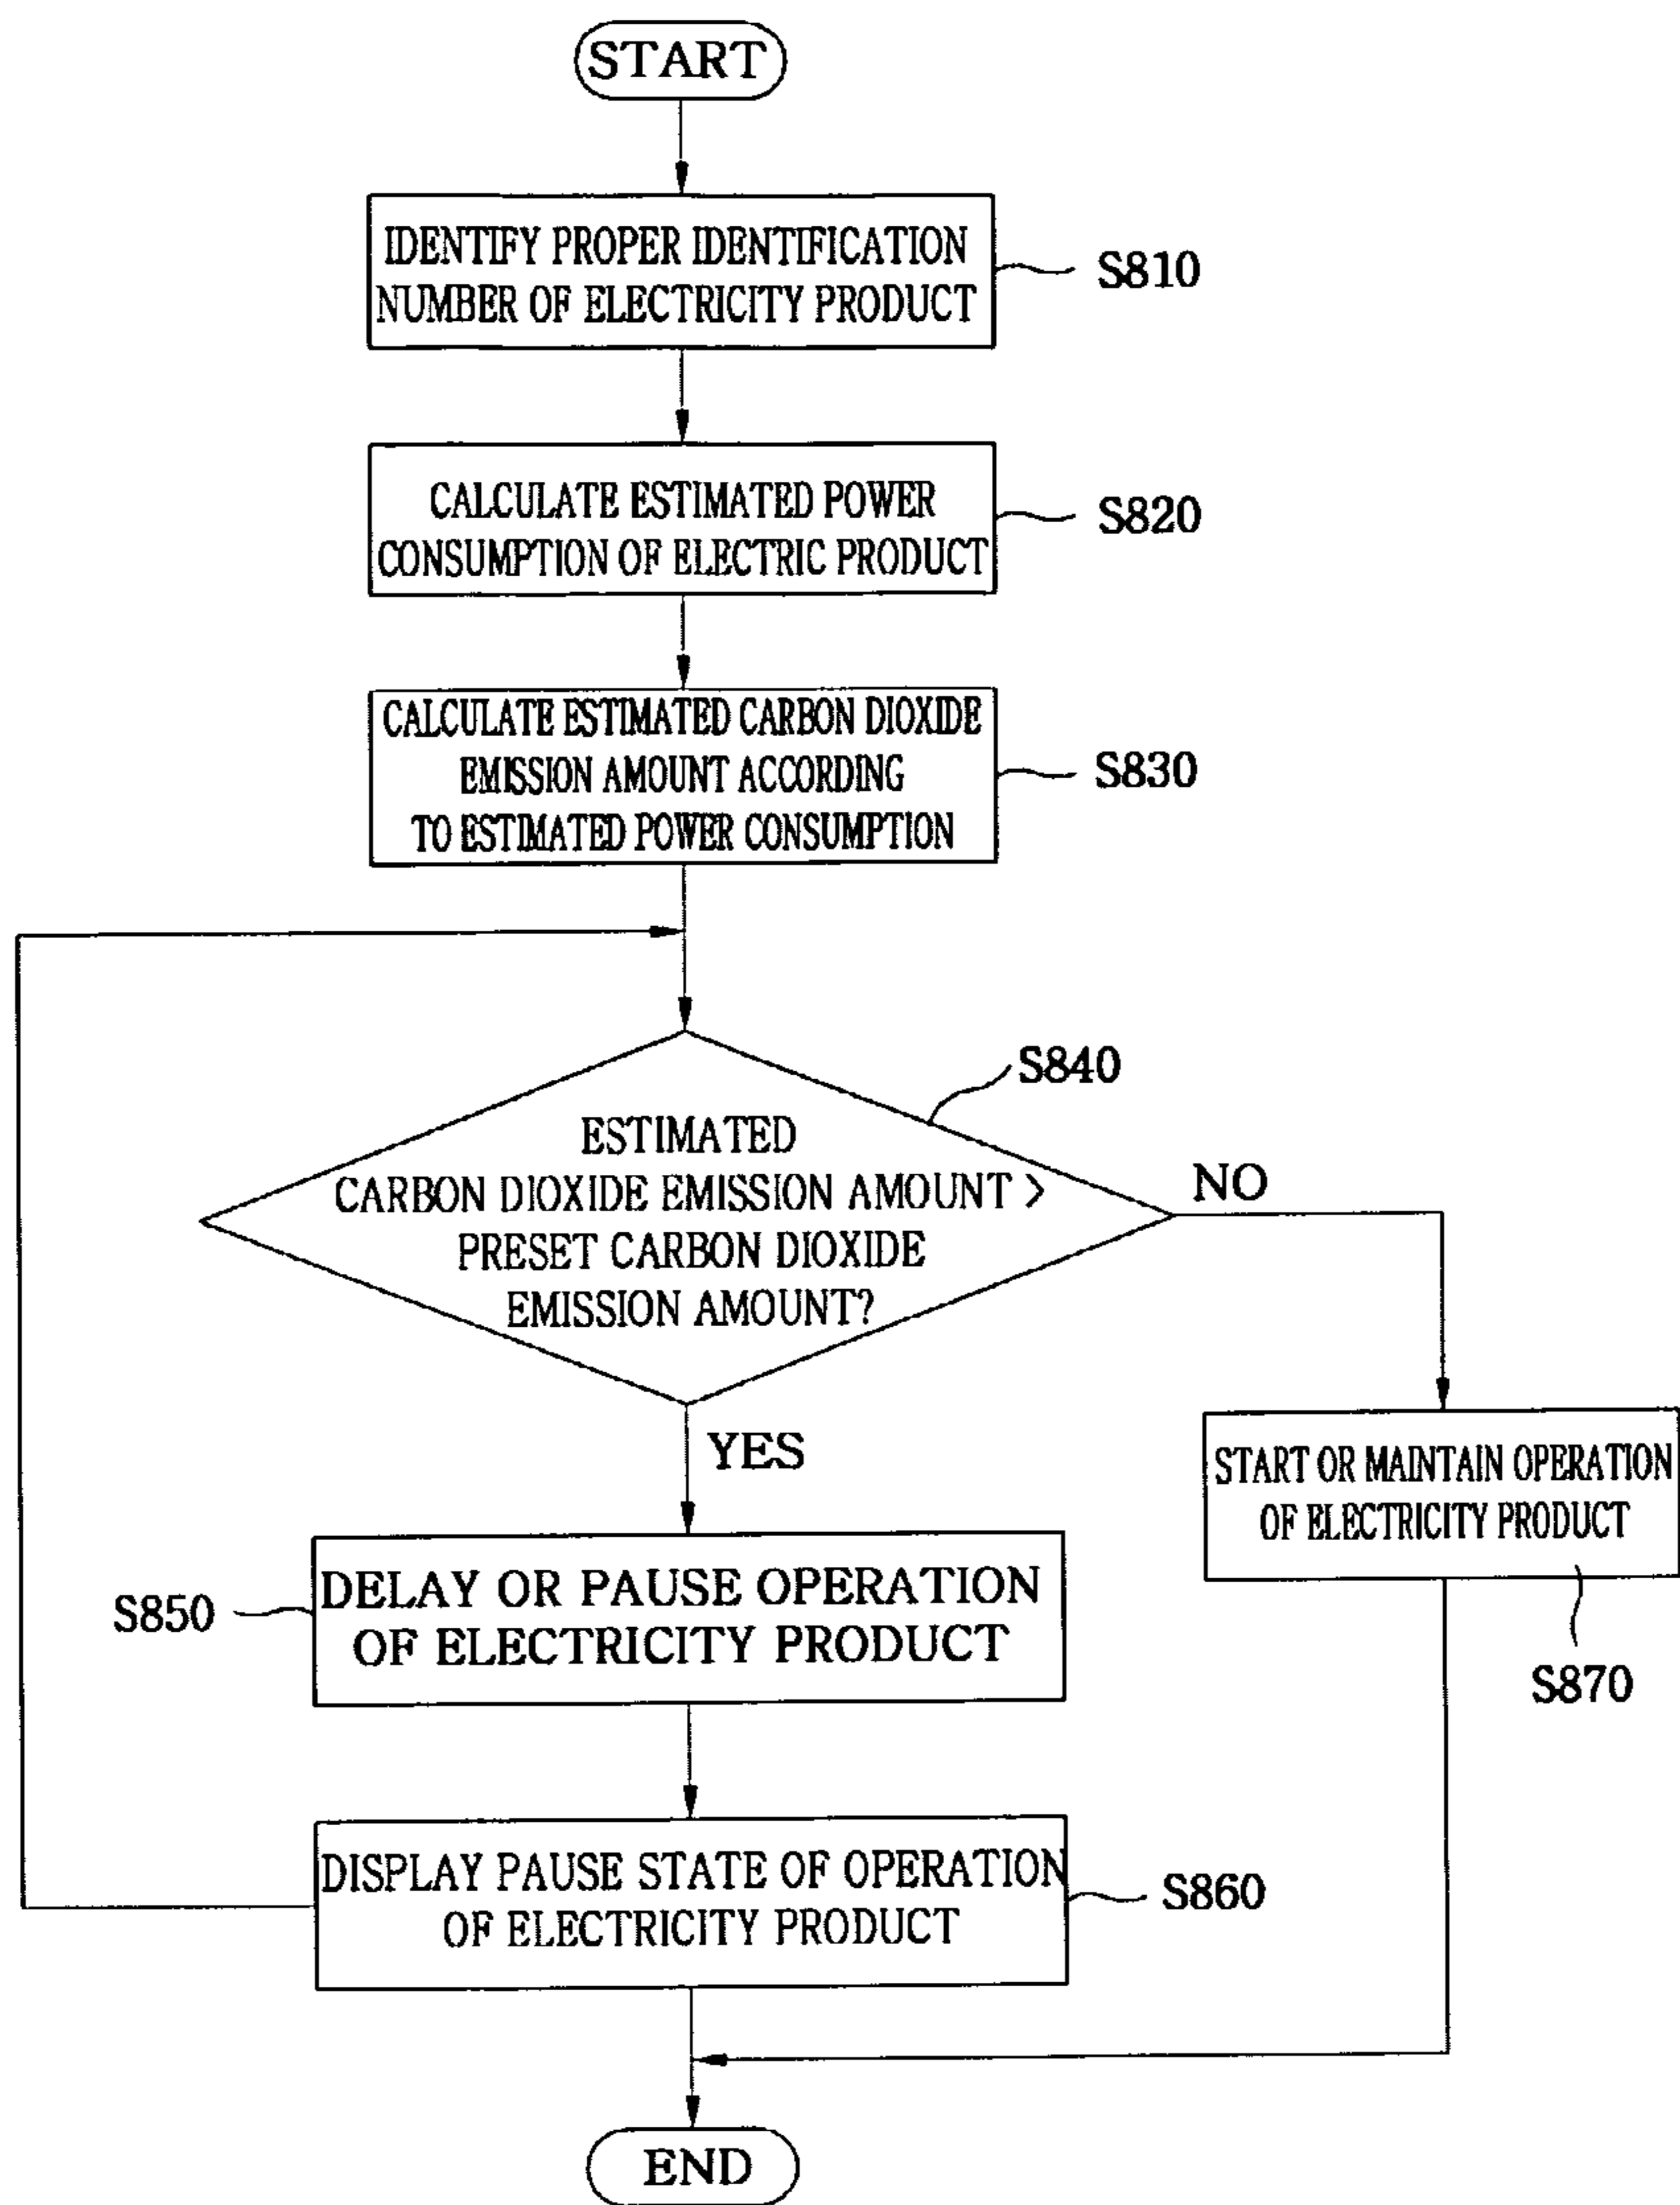 START
IDENTIFY PROPER IDENTIFICATION
NUMBER OF ELECTRICITY PRODUCT
S810
CALCULATE ESTIMATED POWER
CONSUMPTION OF ELECTRIC PRODUCT
S820
CALCULATE ESTIMATED CARBON DIOXIDE
EMISSION AMOUNT ACCORDING
TO ESTIMATED POWER CONSUMPTION
S830
S840
ESTIMATED
CARBON DIOXIDE EMISSION AMOUNT >
PRESET CARBON DIOXIDE
EMISSION AMOUNT?
NO
YES
START OR MAINTAIN OPERATION
OF ELECTRICITY PRODUCT
S870
DELAY OR PAUSE OPERATION
OF ELECTRICITY PRODUCT
S850
DISPLAY PAUSE STATE OF OPERATION
OF ELECTRICITY PRODUCT
S860
END